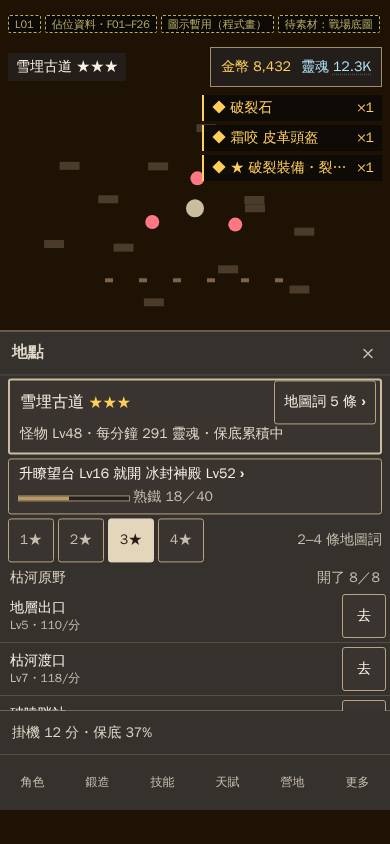 L01 佔位資料・F01–F26 圖示暫用（程式畫） 待素材：戰場底圖
雪埋古道 ★★★
金幣 8,432 靈魂 12.3K
◆ 破裂石 ×1
◆ 霜咬 皮革頭盔 ×1
◆ ★ 破裂裝備・裂⋯ ×1
地點 ×
雪埋古道 ★★★
地圖詞 5 條 ›
怪物 Lv48・每分鐘 291 靈魂・保底累積中
升瞭望台 Lv16 就開 冰封神殿 Lv52 ›
熟鐵 18／40
1★ 2★ 3★ 4★ 2–4 條地圖詞
枯河原野 開了 8／8
地層出口
Lv5・110/分
去
枯河渡口
Lv7・118/分
去
掛機 12 分・保底 37%
角色 鍛造 技能 天賦 營地 更多